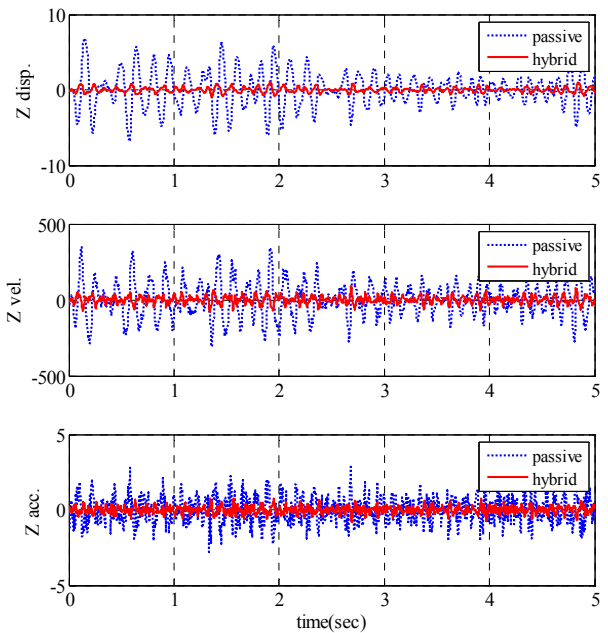 10
0
-10
Z disp.
passive
hybrid
0 1 2 3 4 5
500
0
-500
Z vel.
passive
hybrid
0 1 2 3 4 5
5
0
-5
Z acc.
passive
hybrid
0 1 2 3 4 5
time(sec)